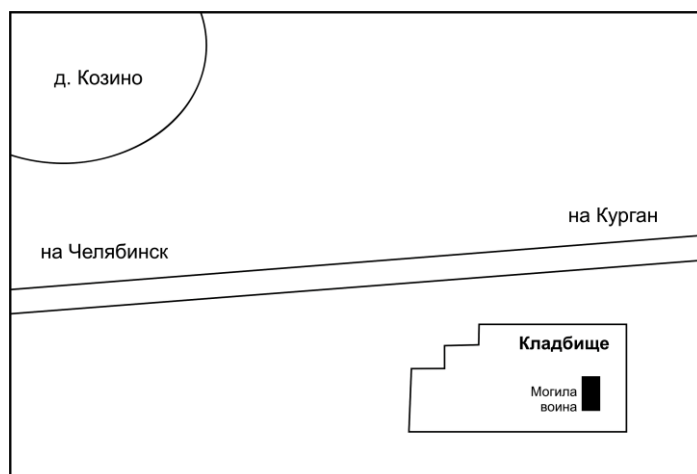 д. Козино
на Курган
на Челябинск
Кладбище
Могила
воина